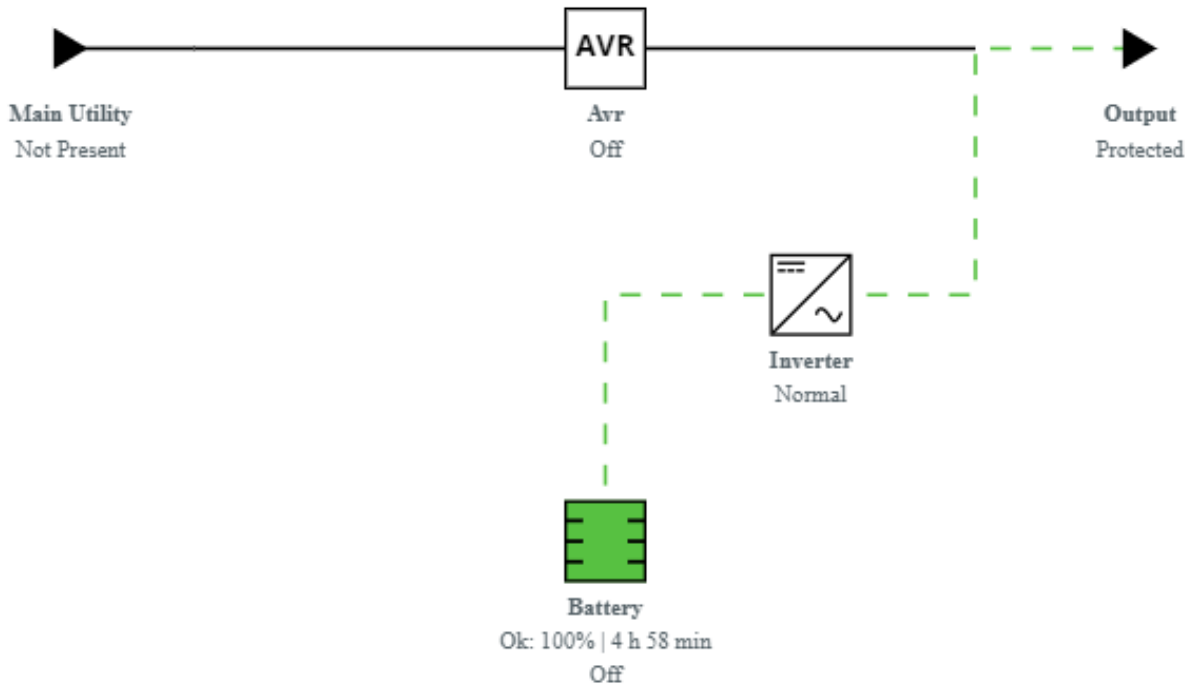 AVR
Main Utility
Not Present
Avr
Off
Output
Protected
Inverter
Normal
Battery
Ok: 100% | 4 h 58 min
Off